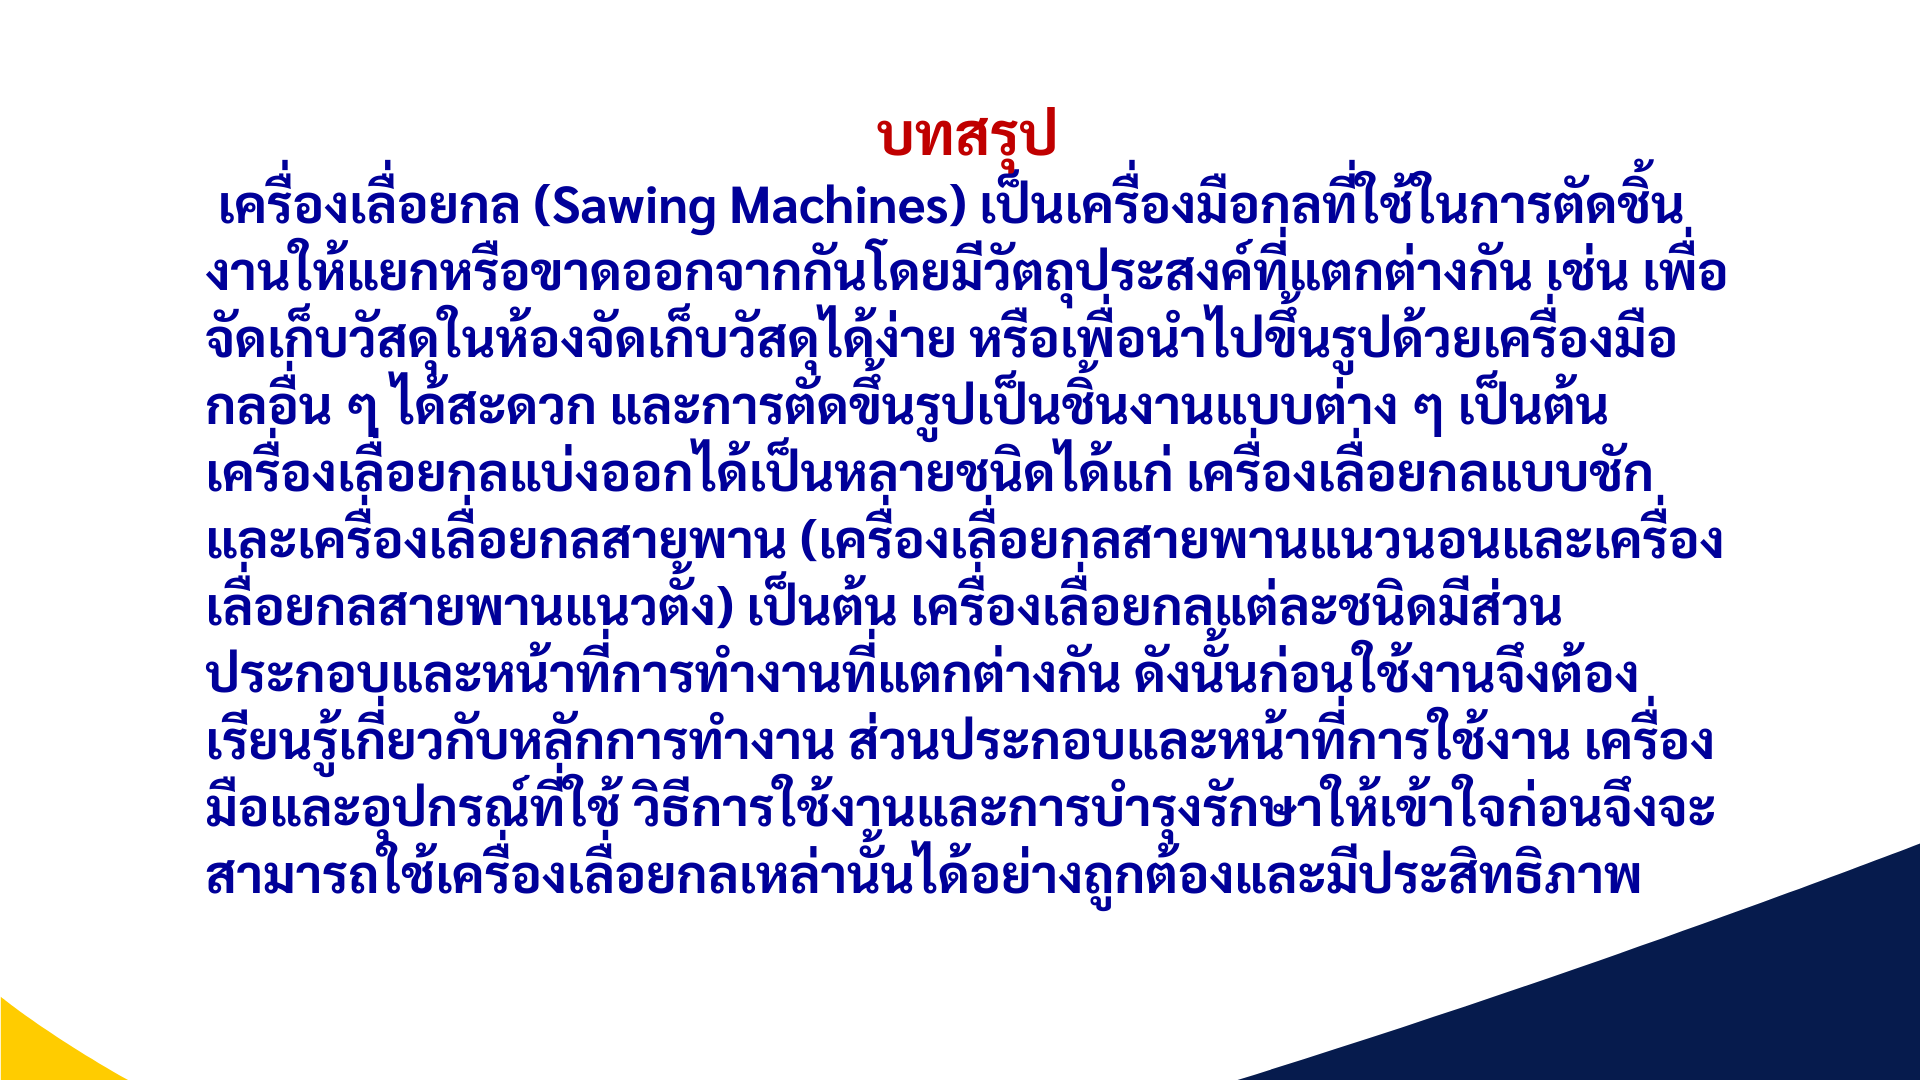 บทสรุป
เครื่องเลื่อยกล (Sawing Machines) เป็นเครื่องมือกลที่ใช้ในการตัดชิ้น
งานให้แยกหรือขาดออกจากกันโดยมีวัตถุประสงค์ที่แตกต่างกัน เช่น เพื่อ
จัดเก็บวัสดุในห้องจัดเก็บวัสดุได้ง่าย หรือเพื่อนำไปขึ้นรูปด้วยเครื่องมือ
กลอื่น ๆ ได้สะดวก และการตัดขึ้นรูปเป็นชิ้นงานแบบต่าง ๆ เป็นต้น
เครื่องเลื่อยกลแบ่งออกได้เป็นหลายชนิดได้แก่ เครื่องเลื่อยกลแบบชัก
และเครื่องเลื่อยกลสายพาน (เครื่องเลื่อยกลสายพานแนวนอนและเครื่อง
เลื่อยกลสายพานแนวตั้ง) เป็นต้น เครื่องเลื่อยกลแต่ละชนิดมีส่วน
ประกอบและหน้าที่การทำงานที่แตกต่างกัน ดังนั้นก่อนใช้งานจึงต้อง
เรียนรู้เกี่ยวกับหลักการทำงาน ส่วนประกอบและหน้าที่การใช้งาน เครื่อง
มือและอุปกรณ์ที่ใช้ วิธีการใช้งานและการบำรุงรักษาให้เข้าใจก่อนจึงจะ
สามารถใช้เครื่องเลื่อยกลเหล่านั้นได้อย่างถูกต้องและมีประสิทธิภาพ